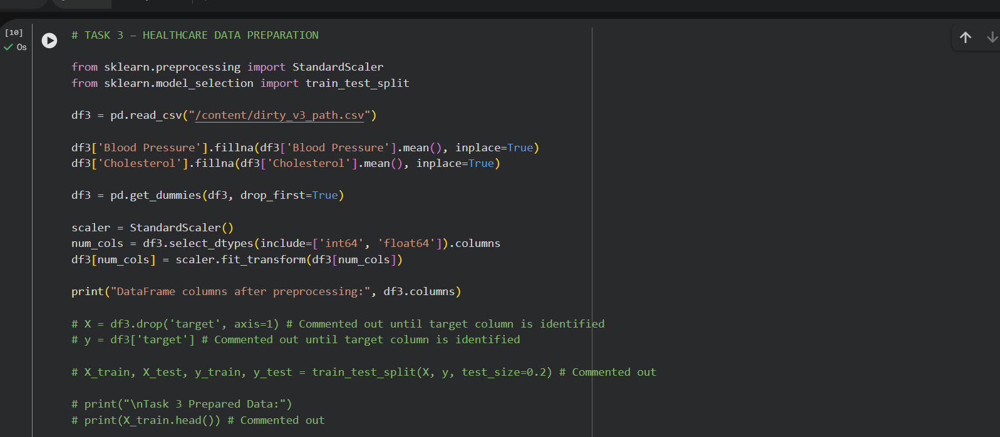 [10]
0s
# TASK 3 – HEALTHCARE DATA PREPARATION
from sklearn.preprocessing import StandardScaler
from sklearn.model_selection import train_test_split
df3 = pd.read_csv("/content/dirty_v3_path.csv")
df3['Blood Pressure'].fillna(df3['Blood Pressure'].mean(), inplace=True)
df3['Cholesterol'].fillna(df3['Cholesterol'].mean(), inplace=True)
df3 = pd.get_dummies(df3, drop_first=True)
scaler = StandardScaler()
num_cols = df3.select_dtypes(include=['int64', 'float64']).columns
df3[num_cols] = scaler.fit_transform(df3[num_cols])
print("DataFrame columns after preprocessing:", df3.columns)
# X = df3.drop('target', axis=1) # Commented out until target column is identified
# y = df3['target'] # Commented out until target column is identified
# X_train, X_test, y_train, y_test = train_test_split(X, y, test_size=0.2) # Commented out
# print("\nTask 3 Prepared Data:")
# print(X_train.head()) # Commented out